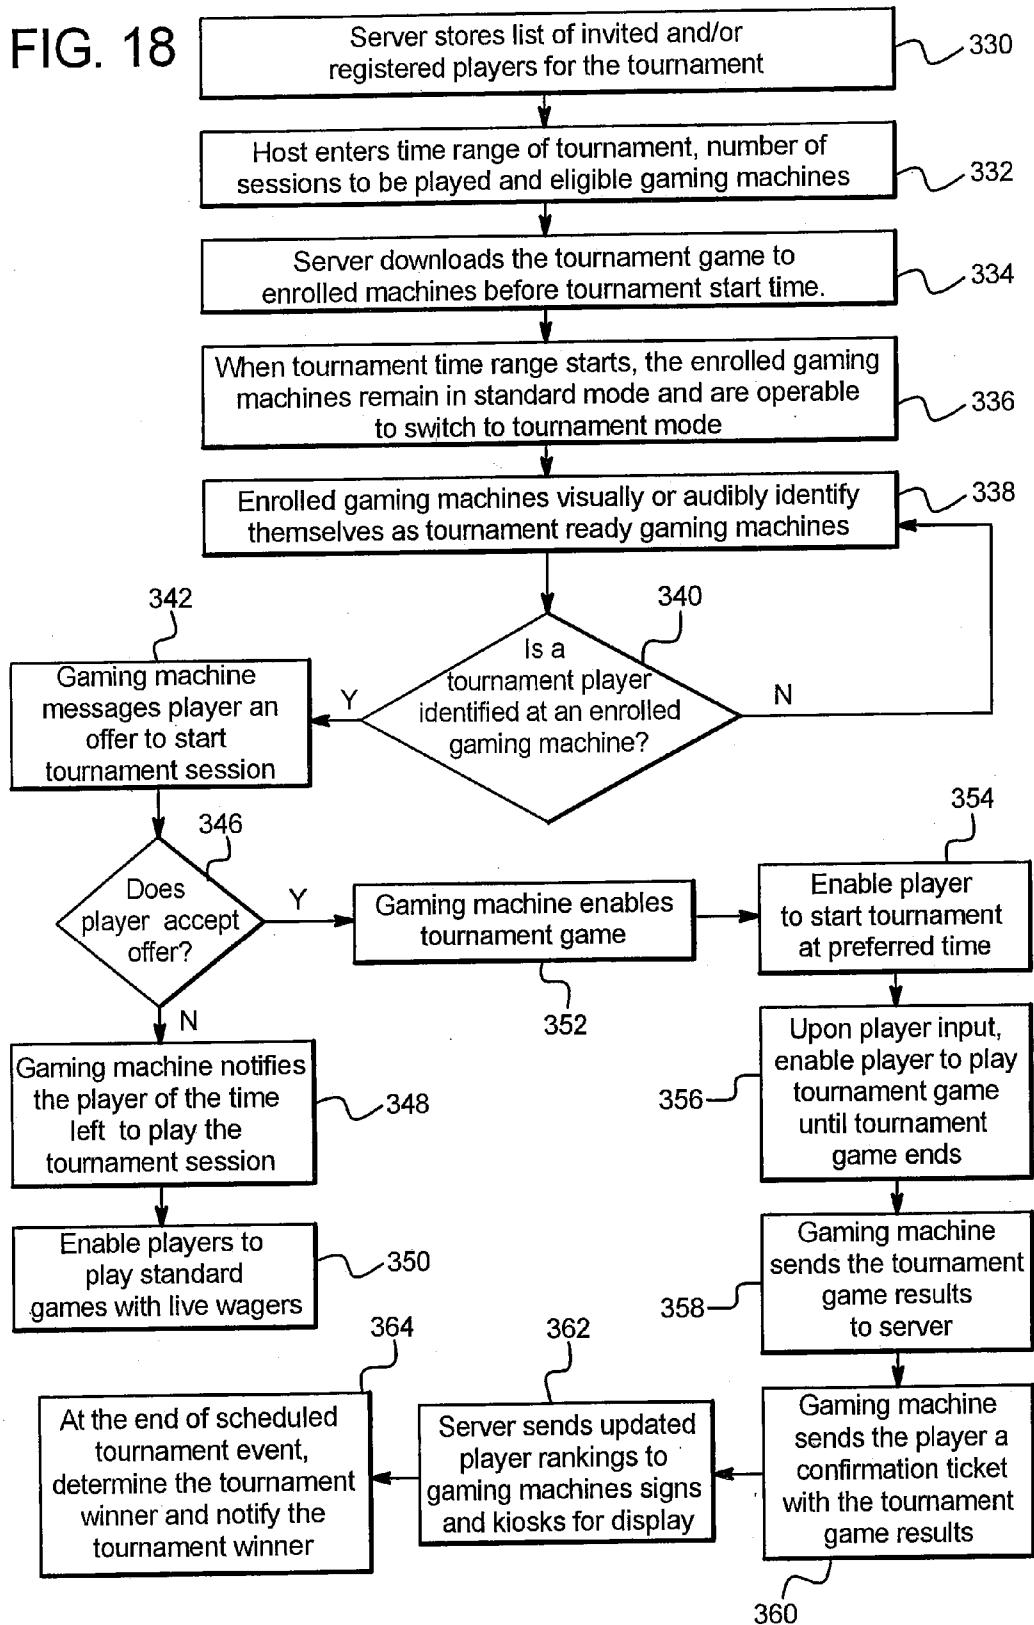 FIG. 18
Server stores list of invited and/or
registered players for the tournament
330
Host enters time range of tournament, number of
sessions to be played and eligible gaming machines
332
Server downloads the tournament game to
enrolled machines before tournament start time.
334
When tournament time range starts, the enrolled gaming
machines remain in standard mode and are operable
to switch to tournament mode
336
Enrolled gaming machines visually or audibly identify
themselves as tournament ready gaming machines
338
340
Is a
tournament player
identified at an enrolled
gaming machine?
N
Y
342
Gaming machine
messages player an
offer to start
tournament session
346
Does
player accept
offer?
Y
N
Gaming machine notifies
the player of the time
left to play the
tournament session
348
Enable players to
play standard
games with live wagers
350
Gaming machine enables
tournament game
352
354
Enable player
to start tournament
at preferred time
Upon player input,
enable player to play
tournament game
until tournament
game ends
356
Gaming machine
sends the tournament
game results
to server
358
Gaming machine
sends the player a
confirmation ticket
with the tournament
game results
360
362
Server sends updated
player rankings to
gaming machines signs
and kiosks for display
364
At the end of scheduled
tournament event,
determine the tournament
winner and notify the
tournament winner